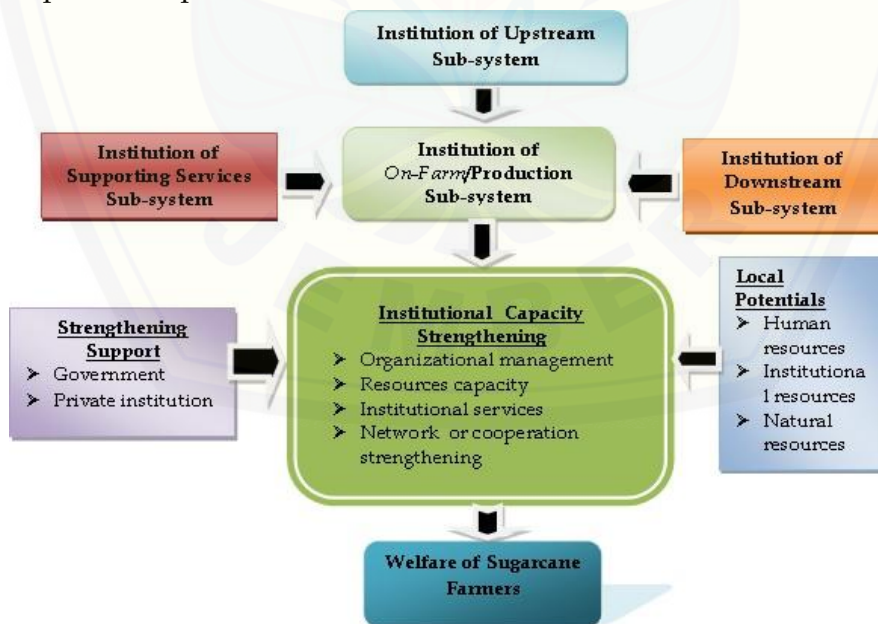 Institution of Upstream
Sub-system
Institution of
Supporting Services
Sub-system
Institution of
On-Farm/Production
Sub-system
Institution of
Downstream
Sub-system
Strengthening
Support
➤ Government
➤ Private institution
Institutional Capacity
Strengthening
➤ Organizational management
➤ Resources capacity
➤ Institutional services
➤ Network or cooperation
strengthening
Local
Potentials
➤ Human
resources
➤ Institutiona
l resources
➤ Natural
resources
Welfare of Sugarcane
Farmers
JEMBER